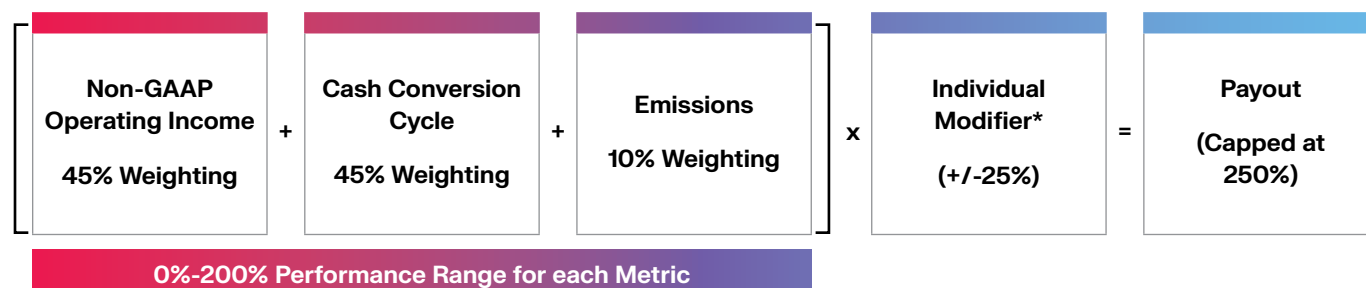 Non-GAAP
Operating Income
45% Weighting
+
Cash Conversion
Cycle
45% Weighting
+
Emissions
10% Weighting
x
Individual
Modifier*
(+/-25%)
=
Payout
(Capped at
250%)
0%-200% Performance Range for each Metric